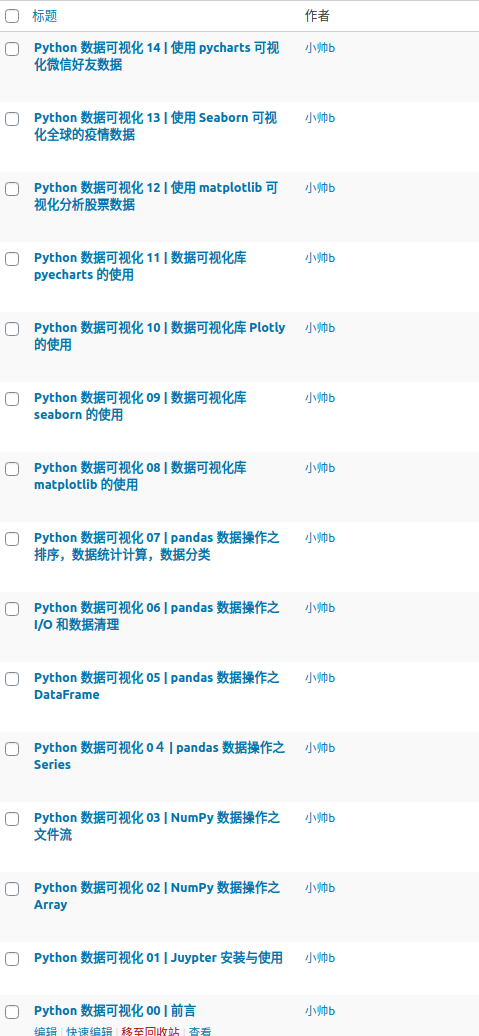 标题 作者
Python 数据可视化 14 | 使用 pycharts 可视 小帅b
化微信好友数据
Python 数据可视化 13 | 使用 Seaborn 可视 小帅b
化全球的疫情数据
Python 数据可视化 12 | 使用 matplotlib 可 小帅b
视化分析股票数据
Python 数据可视化 11 | 数据可视化库 小帅b
pyecharts 的使用
Python 数据可视化 10 | 数据可视化库 Plotly 小帅b
的使用
Python 数据可视化 09 | 数据可视化库 小帅b
seaborn 的使用
Python 数据可视化 08 | 数据可视化库 小帅b
matplotlib 的使用
Python 数据可视化 07 | pandas 数据操作之 小帅b
排序，数据统计计算，数据分类
Python 数据可视化 06 | pandas 数据操作之 小帅b
I/O 和数据清理
Python 数据可视化 05 | pandas 数据操作之 小帅b
DataFrame
Python 数据可视化 0４ | pandas 数据操作之 小帅b
Series
Python 数据可视化 03 | NumPy 数据操作之 小帅b
文件流
Python 数据可视化 02 | NumPy 数据操作之 小帅b
Array
Python 数据可视化 01 | Juypter 安装与使用 小帅b
Python 数据可视化 00 | 前言 小帅b
编辑 | 快速编辑 | 移至回收站 | 查看